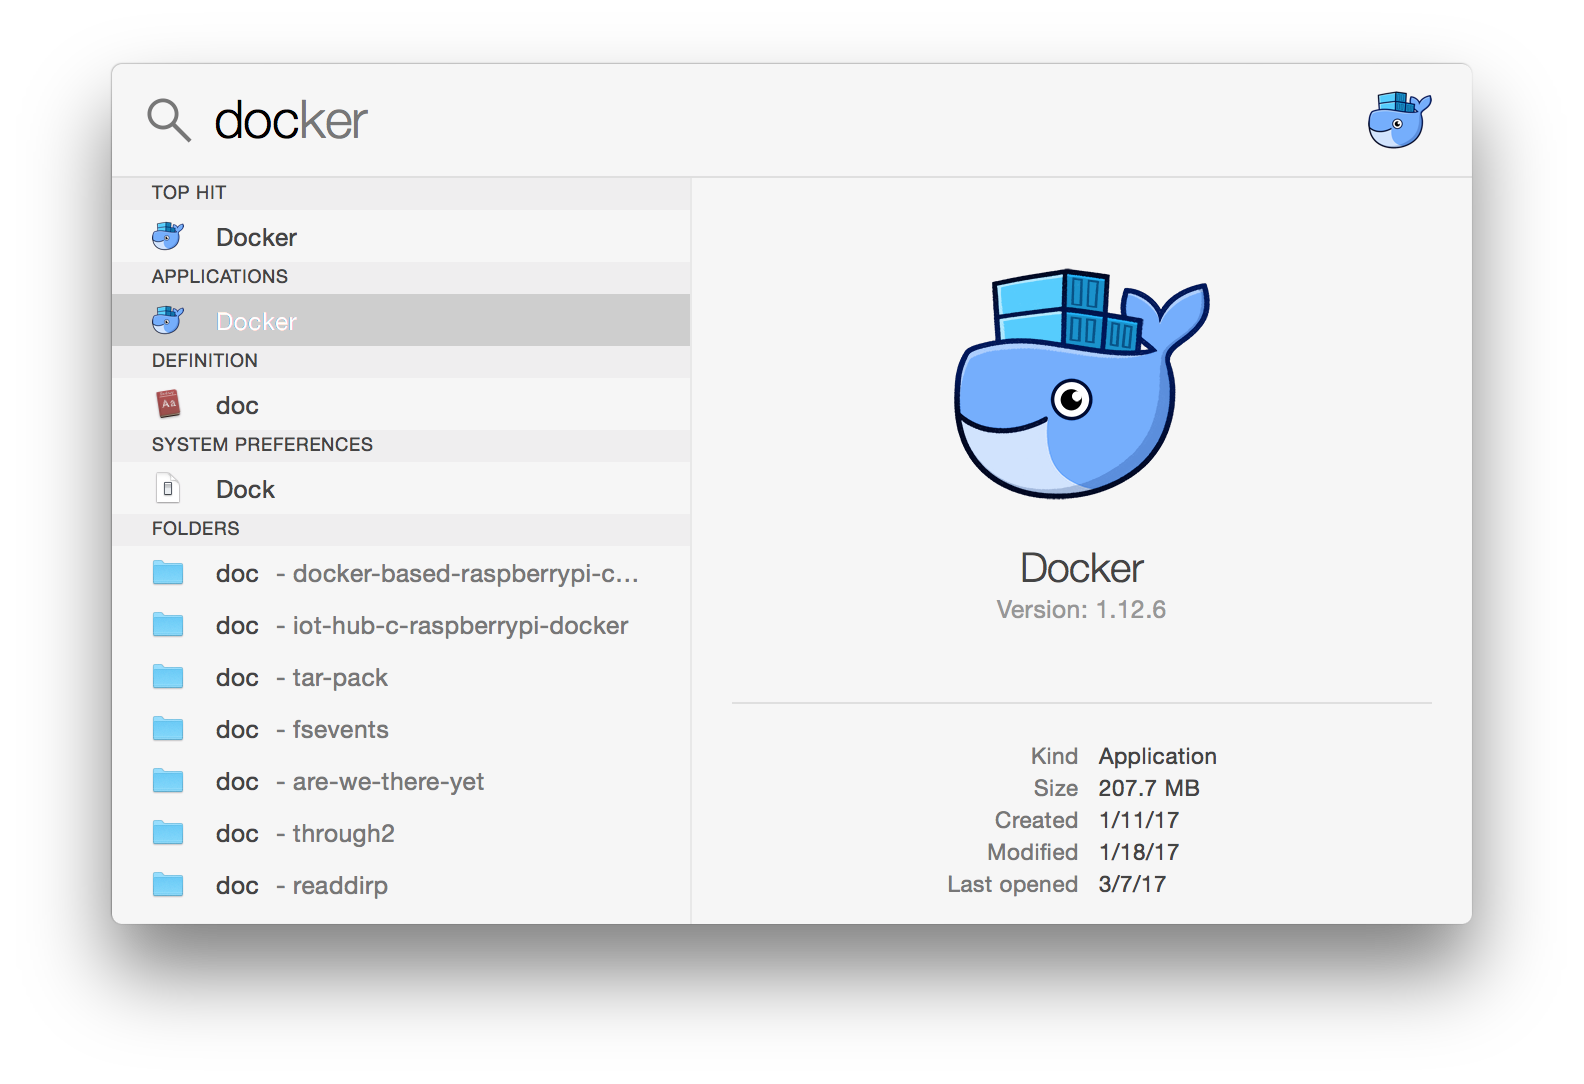 docker
TOP HIT
Docker
APPLICATIONS
Docker
DEFINITION
doc
SYSTEM PREFERENCES
Dock
FOLDERS
doc - docker-based-raspberrypi-c...
doc - iot-hub-c-raspberrypi-docker
doc - tar-pack
doc - fsevents
doc - are-we-there-yet
doc - through2
doc - readdirp
Docker
Version: 1.12.6
Kind Application
Size 207.7 MB
Created 1/11/17
Modified 1/18/17
Last opened 3/7/17